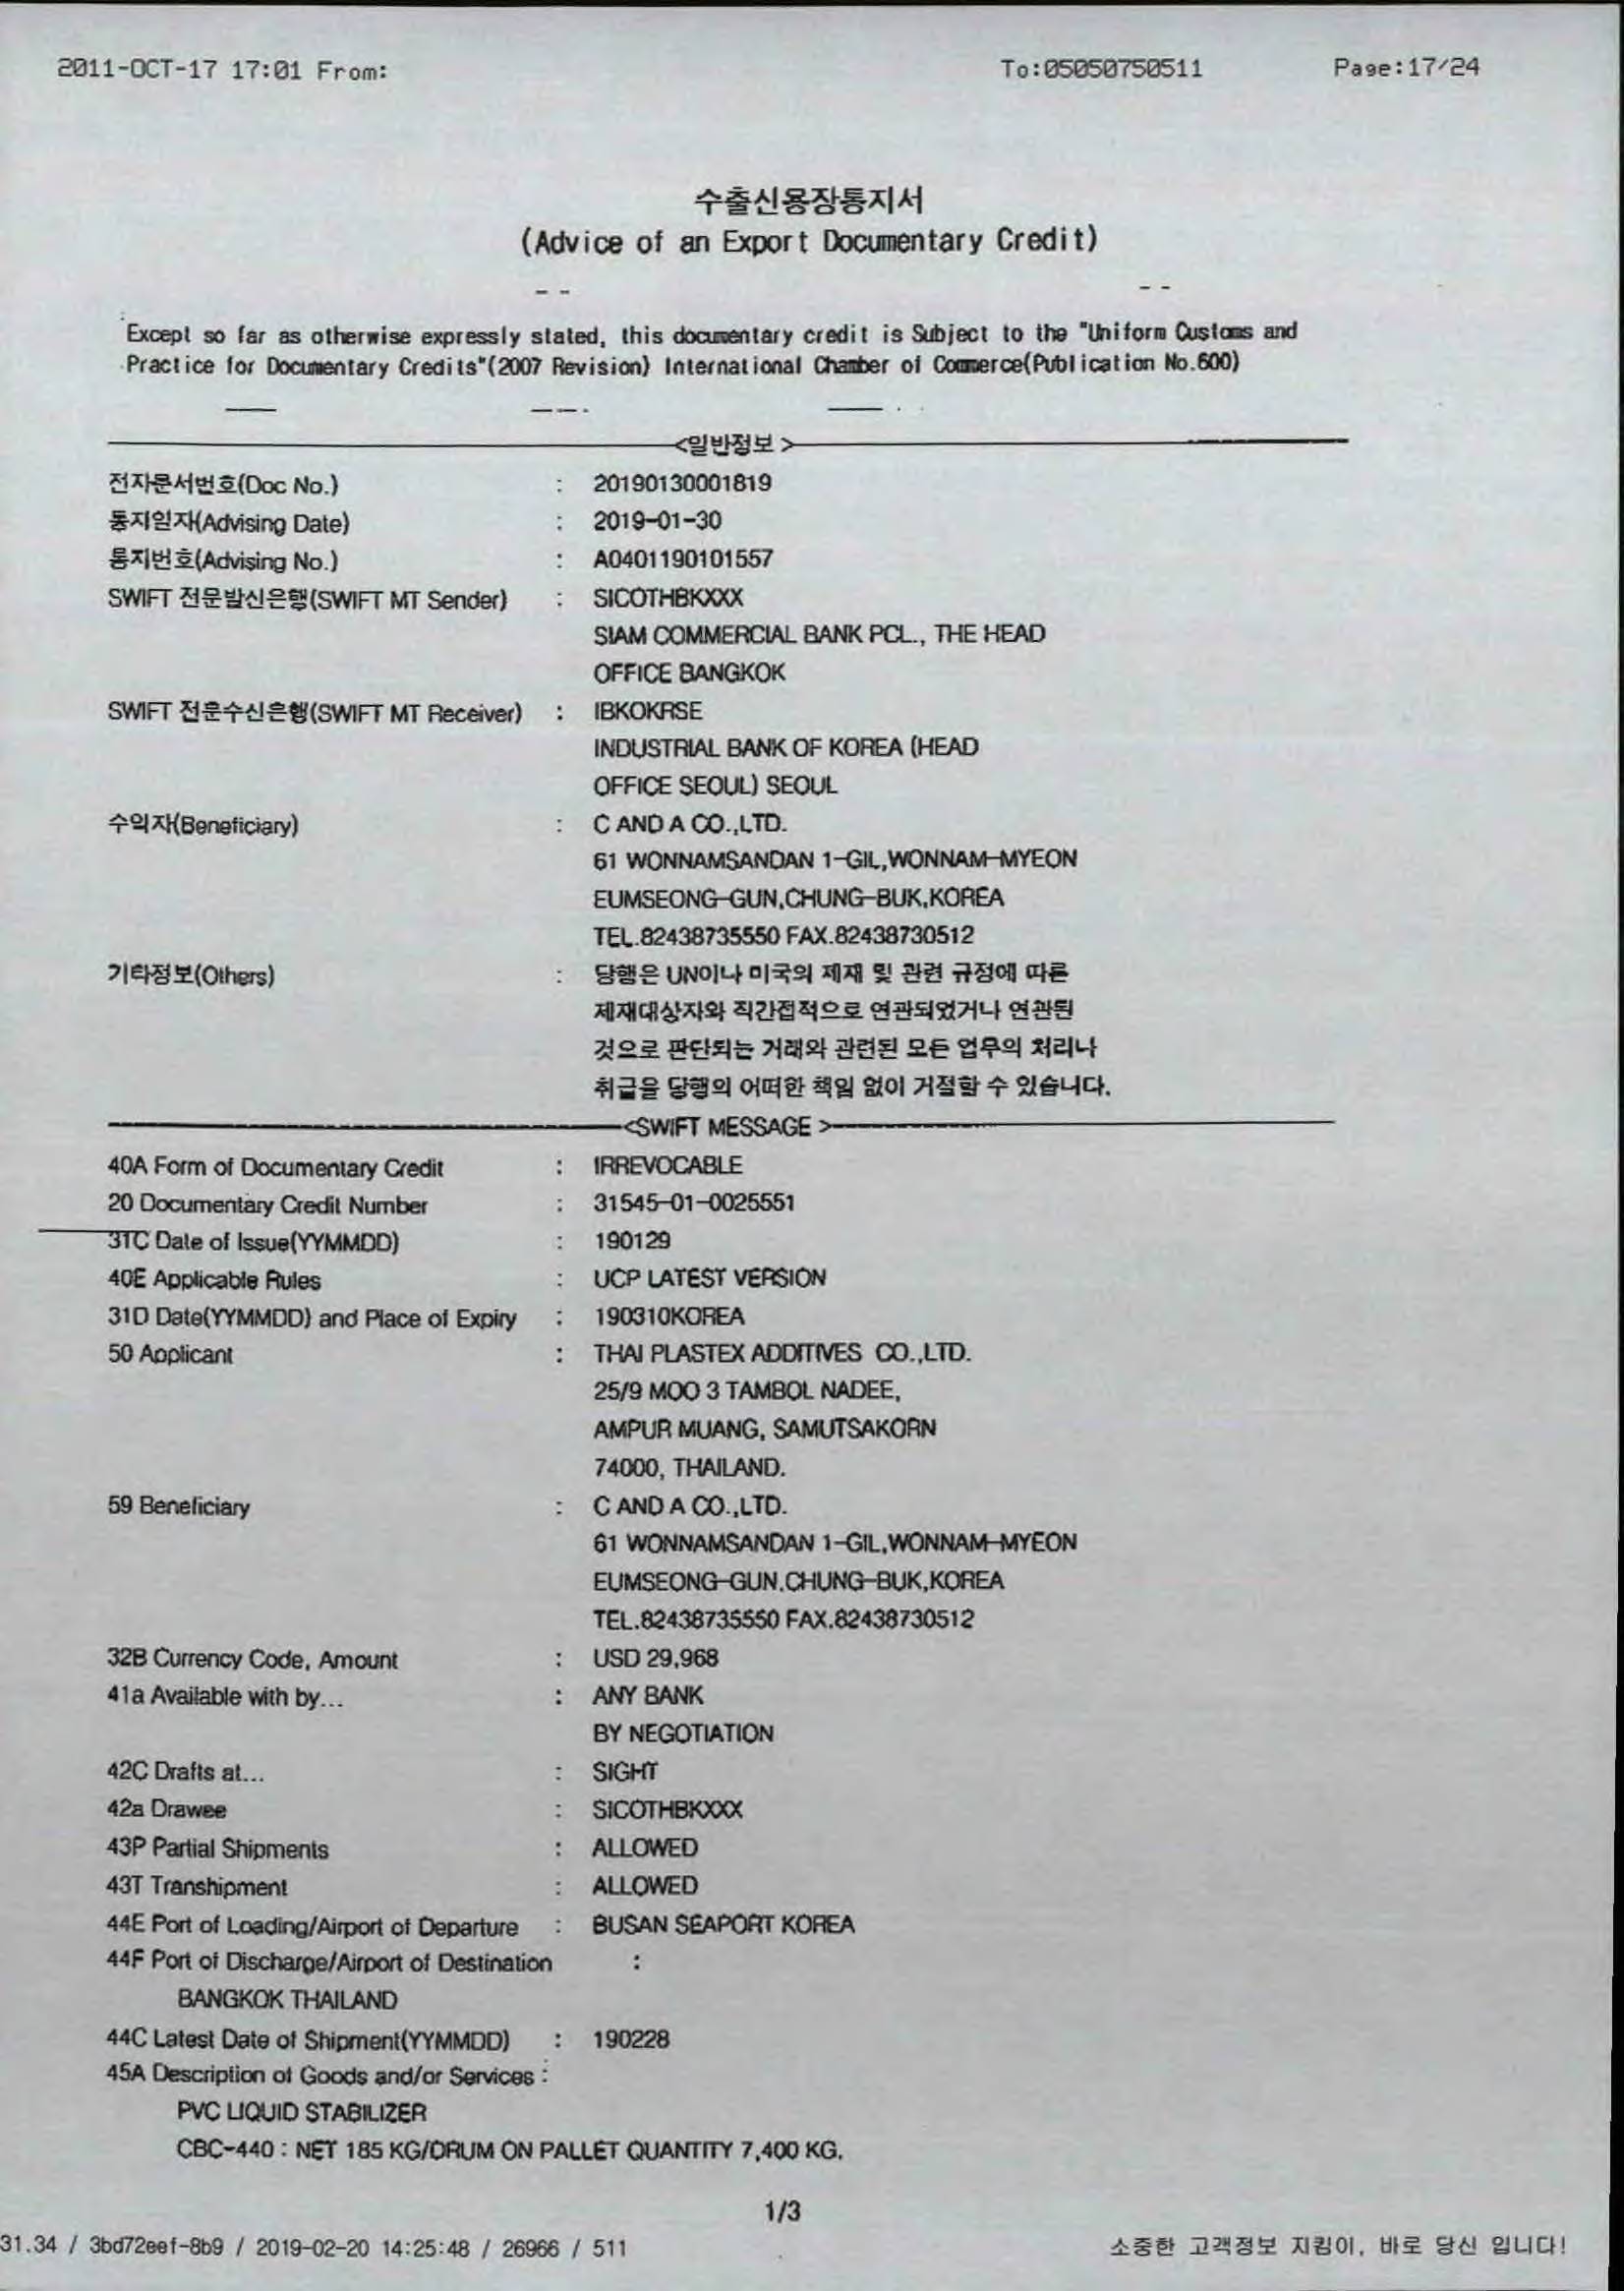 2011-OCT-17 17:01 From: To:05050750511 Page:17/24
수출신용장통지서
(Advice of an Export Documentary Credit)
Except so far as otherwise expressly stated, this documentary credit is Subject to the "Uniform Customs and
Practice for Documentary Credits"(2007 Revision) International Chamber of Commerce(Publication No.600)
<일반정보 >
전자문서번호(Doc No.) : 20190130001819
통지일자(Advising Date) : 2019-01-30
통지번호(Advising No.) : A0401190101557
SWIFT 전문발신은행(SWIFT MT Sender) : SICOTHBKXXX
SIAM COMMERCIAL BANK PCL., THE HEAD
OFFICE BANGKOK
SWIFT 전문수신은행(SWIFT MT Receiver) : IBKOKRSE
INDUSTRIAL BANK OF KOREA (HEAD
OFFICE SEOUL) SEOUL
수익자(Beneficiary) : C AND A CO.,LTD.
61 WONNAMSANDAN 1-GIL,WONNAM-MYEON
EUMSEONG-GUN,CHUNG-BUK,KOREA
TEL.82438735550 FAX.82438730512
기타정보(Others) : 당행은 UN이나 미국의 제재 및 관련 규정에 따른
제재대상자와 직간접적으로 연관되었거나 연관된
것으로 판단되는 거래와 관련된 모든 업무의 처리나
취급을 당행의 어떠한 책임 없이 거절할 수 있습니다.
<SWIFT MESSAGE >
40A Form of Documentary Credit : IRREVOCABLE
20 Documentary Credit Number : 31545-01-0025551
31C Date of Issue(YYMMDD) : 190129
40E Applicable Rules : UCP LATEST VERSION
31D Date(YYMMDD) and Place of Expiry : 190310KOREA
50 Applicant : THAI PLASTEX ADDITIVES CO.,LTD.
25/9 MOO 3 TAMBOL NADEE,
AMPUR MUANG, SAMUTSAKORN
74000, THAILAND.
59 Beneficiary : C AND A CO.,LTD.
61 WONNAMSANDAN 1-GIL,WONNAM-MYEON
EUMSEONG-GUN,CHUNG-BUK,KOREA
TEL.82438735550 FAX.82438730512
32B Currency Code, Amount : USD 29,968
41a Available with by... : ANY BANK
BY NEGOTIATION
42C Drafts at... : SIGHT
42a Drawee : SICOTHBKXXX
43P Partial Shipments : ALLOWED
43T Transhipment : ALLOWED
44E Port of Loading/Airport of Departure : BUSAN SEAPORT KOREA
44F Port of Discharge/Airport of Destination :
BANGKOK THAILAND
44C Latest Date of Shipment(YYMMDD) : 190228
45A Description of Goods and/or Services :
PVC LIQUID STABILIZER
CBC-440 : NET 185 KG/DRUM ON PALLET QUANTITY 7,400 KG.
1/3
31.34 / 3bd72eef-8b9 / 2019-02-20 14:25:48 / 26966 / 511 소중한 고객정보 지킴이, 바로 당신 입니다!